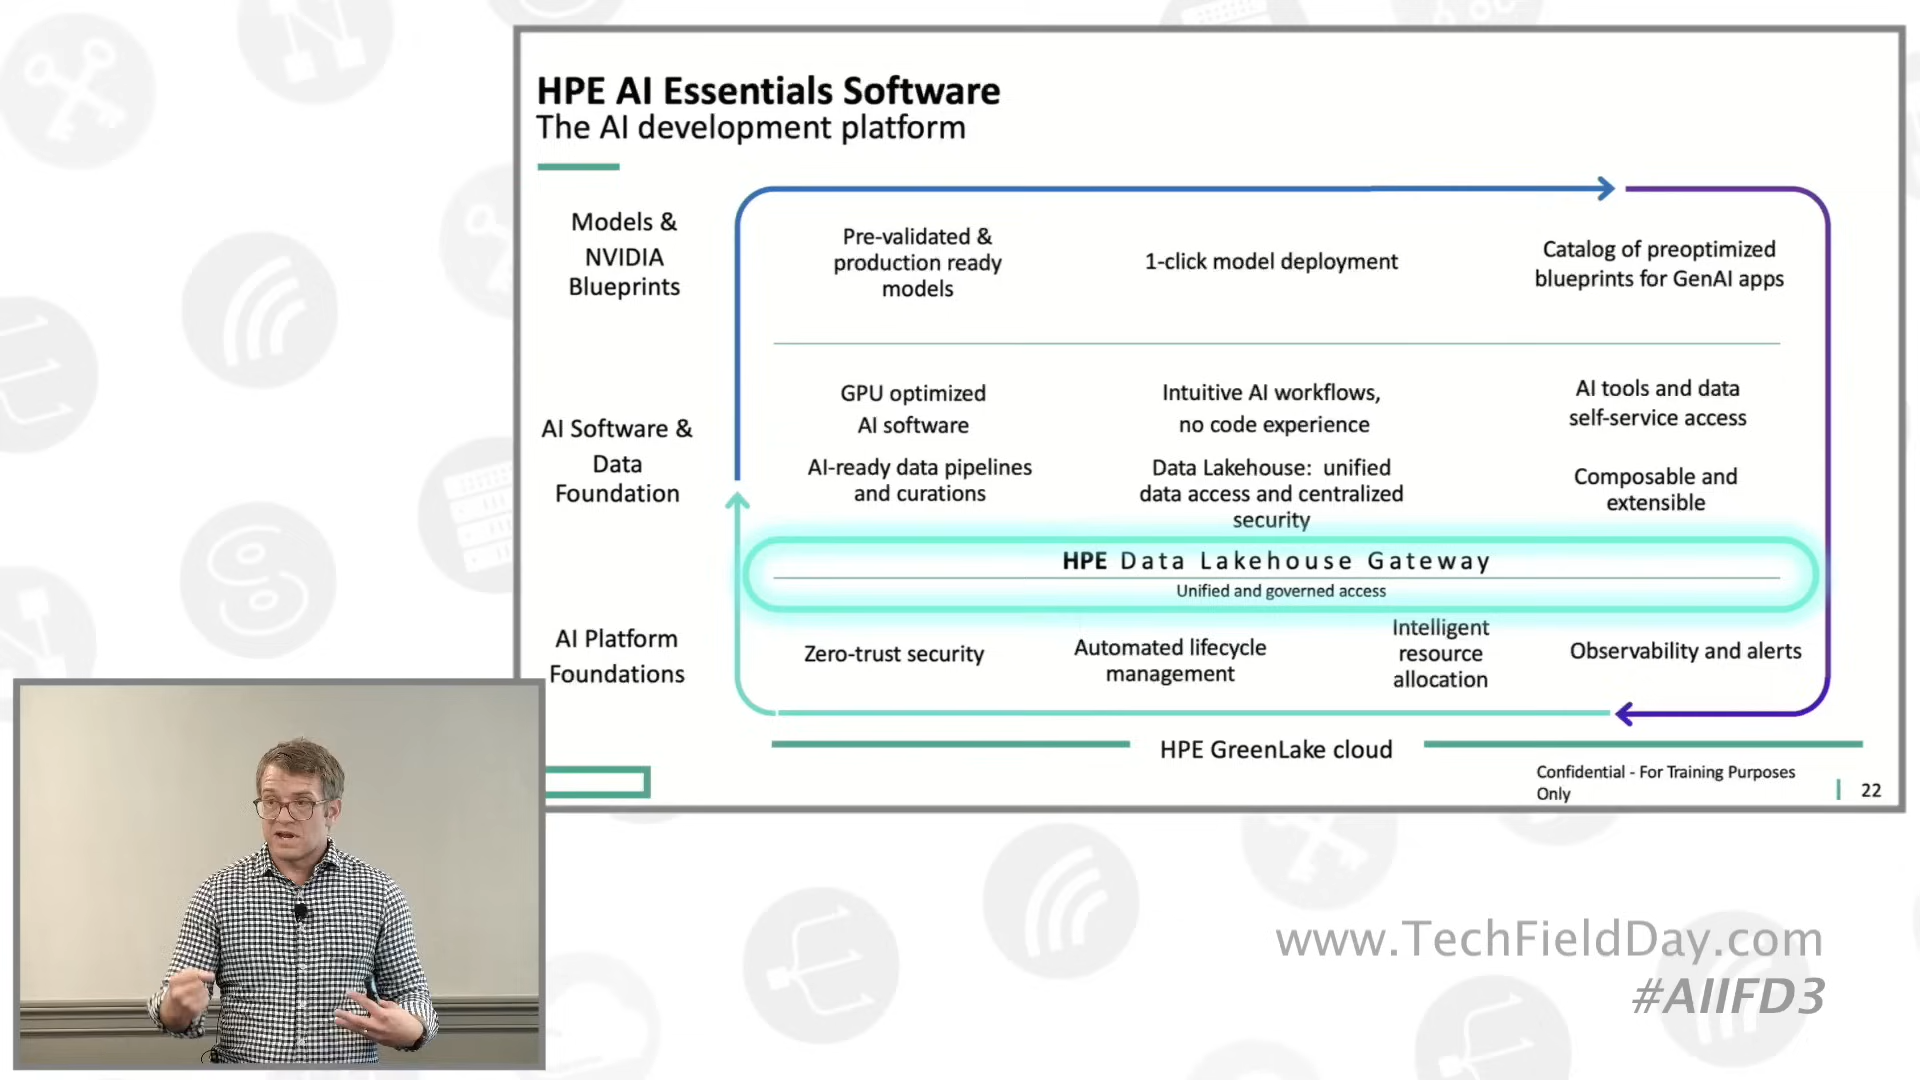 HPE AI Essentials Software
The AI development platform
Models &
NVIDIA
Blueprints
Pre-validated &
production ready
models
1-click model deployment
Catalog of preoptimized
blueprints for GenAI apps
AI Software &
Data
Foundation
GPU optimized
AI software
Intuitive AI workflows,
no code experience
AI tools and data
self-service access
AI-ready data pipelines
and curations
Data Lakehouse: unified
data access and centralized
security
Composable and
extensible
HPE Data Lakehouse Gateway
Unified and governed access
AI Platform
Foundations
Zero-trust security
Automated lifecycle
management
Intelligent
resource
allocation
Observability and alerts
HPE GreenLake cloud
Confidential - For Training Purposes
Only
22
www.TechFieldDay.com
#AIIFD3